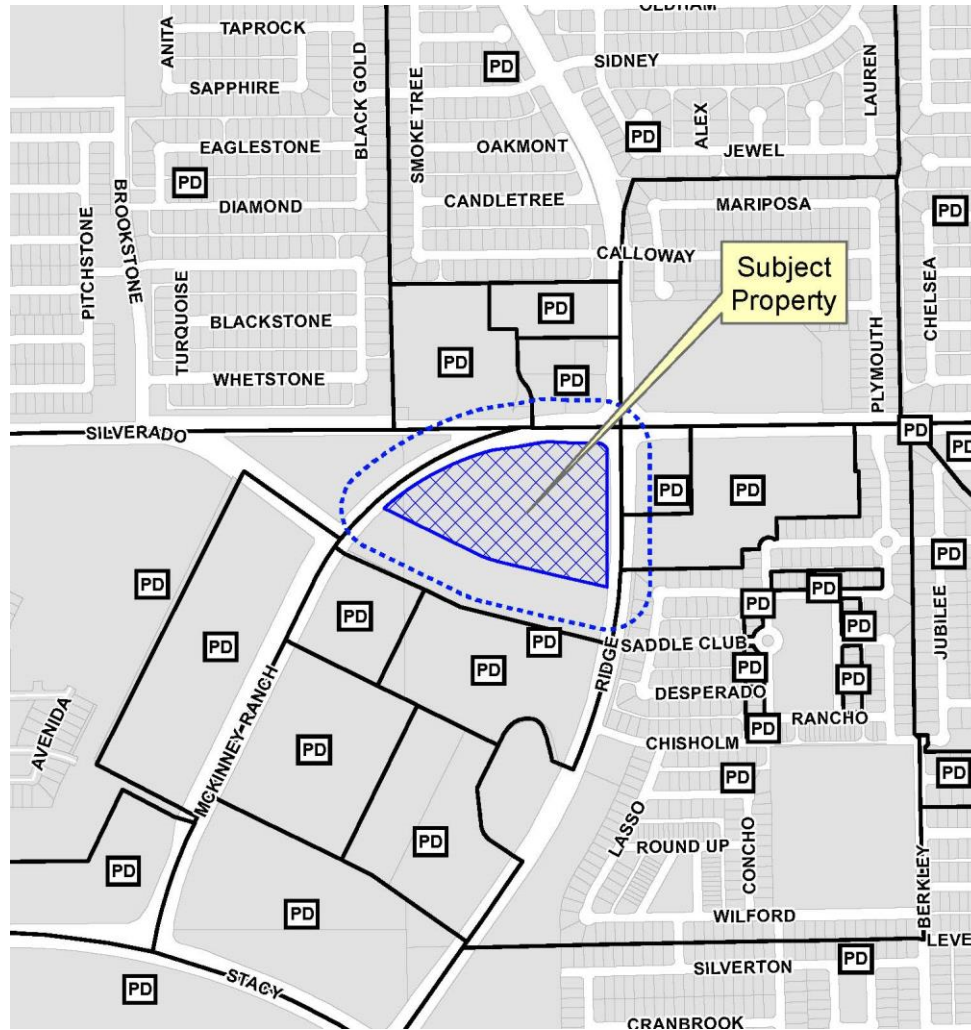 OLDHAM
ANITA
TAPROCK
BLACK GOLD
SMOKE TREE
PD
SIDNEY
LAUREN
SAPPHIRE
ALEX
PD
EAGLESTONE
OAKMONT
JEWEL
PD
DIAMOND
CANDLETREE
MARIPOSA
PD
PITCHSTONE
BROOKSTONE
TURQUOISE
CALLOWAY
Subject
Property
CHELSEA
BLACKSTONE
PD
PLYMOUTH
WHETSTONE
PD
PD
SILVERADO
PD
PD
PD
PD
PD
PD
PD
PD
PD
JUBILEE
PD
PD
PD
PD
RIDGE
SADDLE CLUB
PD
PD
PD
DESPERADO
AVENIDA
MCKINNEY RANCH
PD
RANCHO
PD
CHISHOLM
PD
PD
LASSO
ROUND UP
CONCHO
PD
PD
BERKLEY
PD
WILFORD
LEVE
STACY
SILVERTON
PD
PD
CRANBROOK